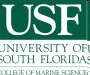 USF
UNIVERSITY OF
SOUTH FLORIDA
COLLEGE OF MARINE SCIENCE